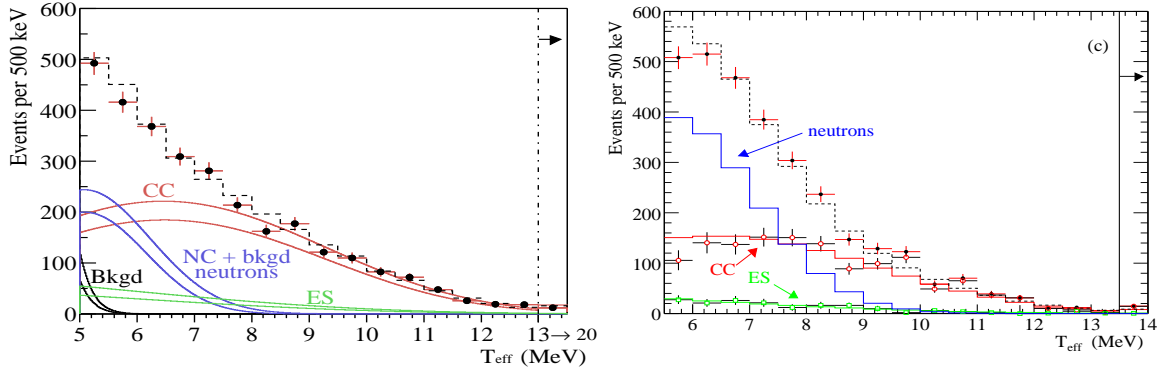 600
500
400
300
200
100
0
Events per 500 keV
CC
NC + bkgd
neutrons
Bkgd
ES
5 6 7 8 9 10 11 12 13 → 20
T_eff (MeV)
600
500
400
300
200
100
0
Events per 500 keV
(c)
neutrons
CC
ES
6 7 8 9 10 11 12 13 14
T_eff (MeV)